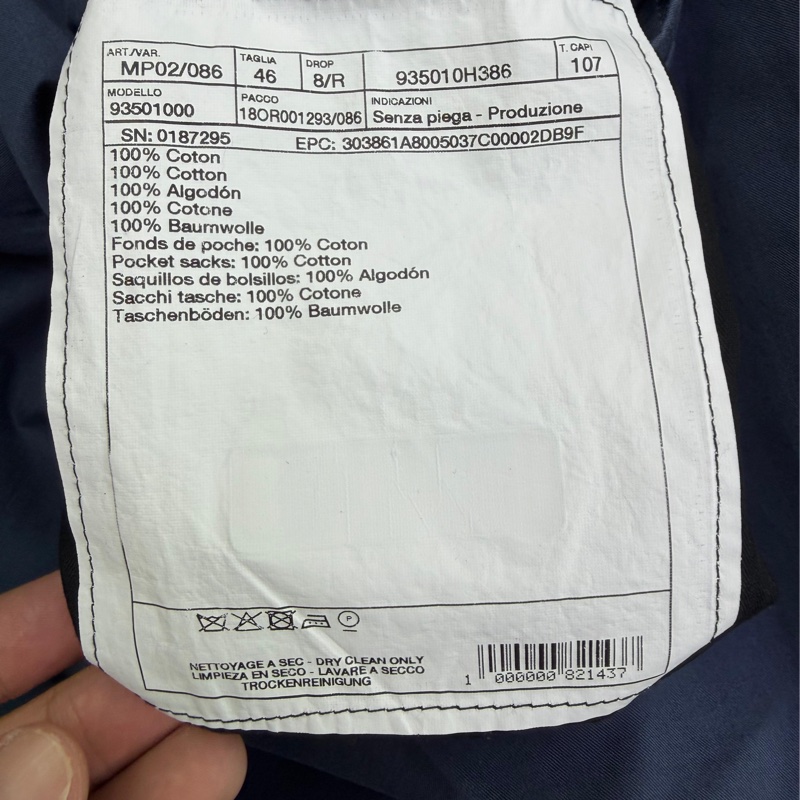 ART./VAR. TAGLIA DROP T. CAPI
MP02/086 46 8/R 935010H386 107
MODELLO PACCO INDICAZIONI
93501000 18OR001293/086 Senza piega - Produzione
SN: 0187295 EPC: 303861A8005037C00002DB9F
100% Coton
100% Cotton
100% Algodón
100% Cotone
100% Baumwolle
Fonds de poche: 100% Coton
Pocket sacks: 100% Cotton
Saquillos de bolsillos: 100% Algodón
Sacchi tasche: 100% Cotone
Taschenböden: 100% Baumwolle
P
NETTOYAGE A SEC - DRY CLEAN ONLY
LIMPIEZA EN SECO - LAVARE A SECCO
TROCKENREINIGUNG
1 000000 821437